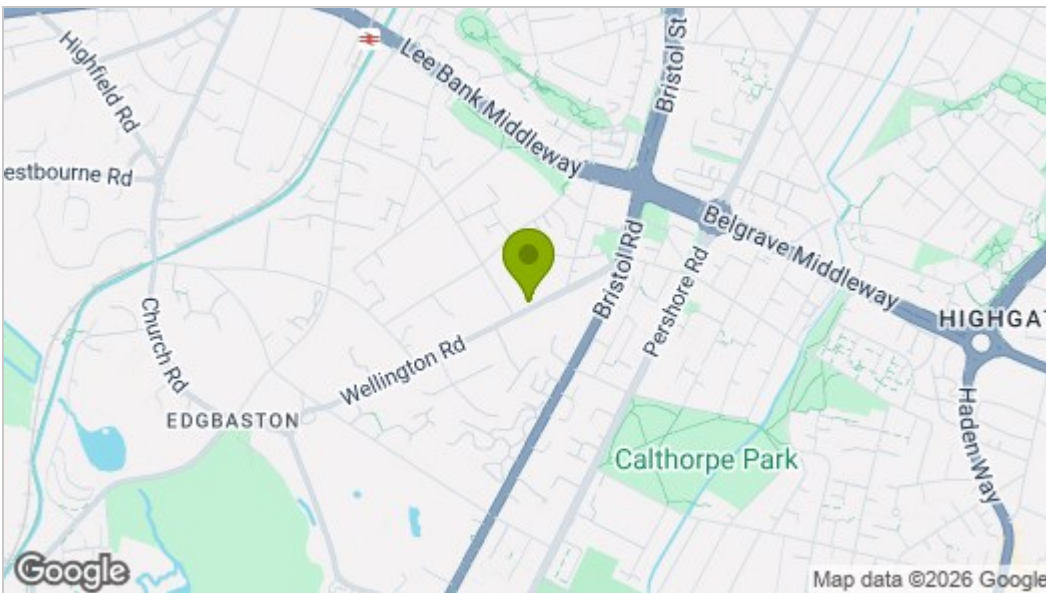 Highfield Rd
Lee Bank Middleway
Bristol St
estbourne Rd
Belgrave Middleway
Bristol Rd
Pershore Rd
HIGHGAT
Church Rd
Wellington Rd
EDGBASTON
Haden Way
Calthorpe Park
Google
Map data ©2026 Google